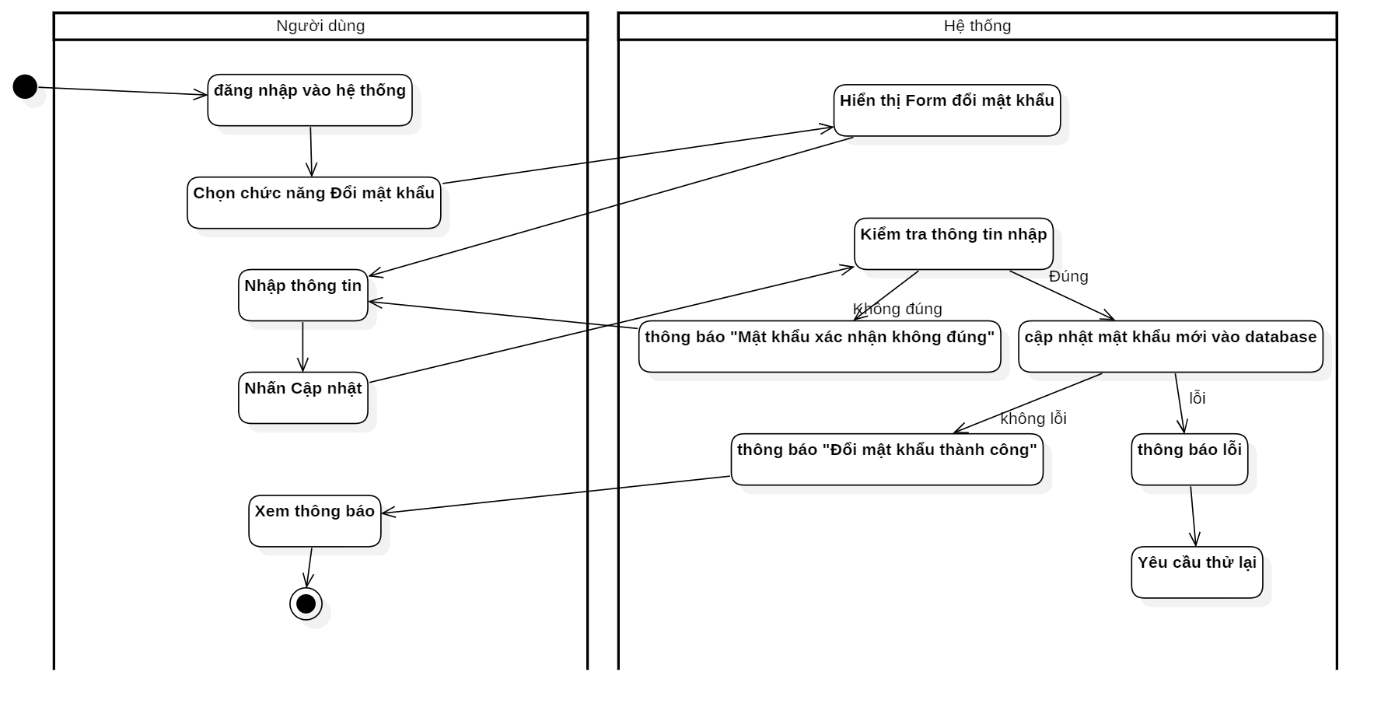 Người dùng
Hệ thống
đăng nhập vào hệ thống
Hiển thị Form đổi mật khẩu
Chọn chức năng Đổi mật khẩu
Kiểm tra thông tin nhập
Đúng
Nhập thông tin
Không đúng
thông báo "Mật khẩu xác nhận không đúng"
cập nhật mật khẩu mới vào database
Nhấn Cập nhật
lỗi
không lỗi
thông báo "Đổi mật khẩu thành công"
thông báo lỗi
Xem thông báo
Yêu cầu thử lại